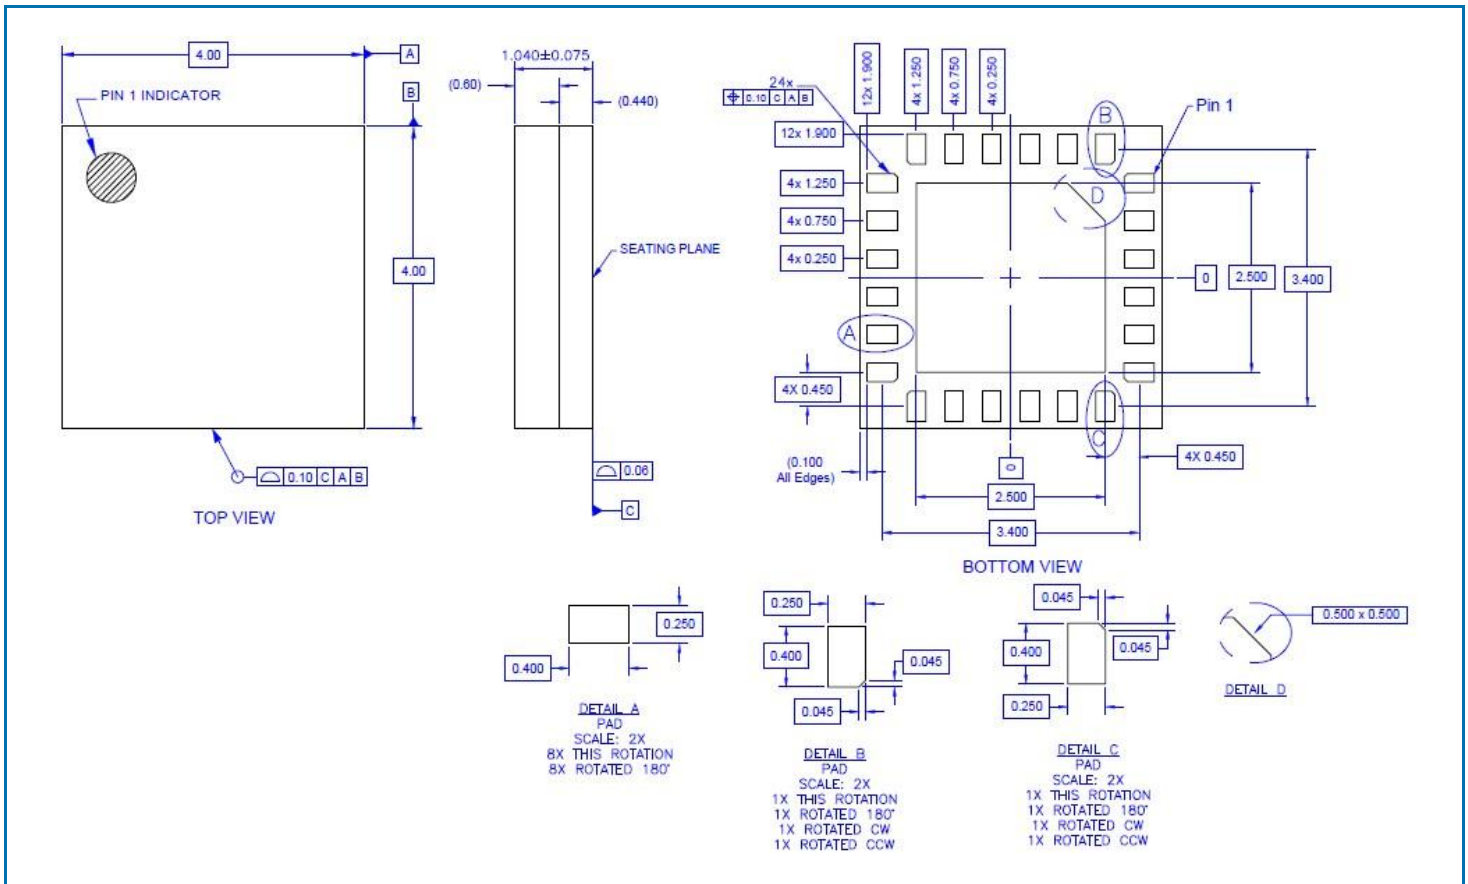 4.00
A
B
PIN 1 INDICATOR
4.00
0.10 C A B
TOP VIEW
1.040±0.075
(0.60)
(0.440)
SEATING PLANE
0.06
C
24x
0.10 C A B
12x 1.900
4x 1.250
4x 0.750
4x 0.250
B
Pin 1
12x 1.900
4x 1.250
4x 0.750
4x 0.250
D
0
2.500
3.400
A
4X 0.450
C
(0.100
All Edges)
0
4X 0.450
2.500
3.400
BOTTOM VIEW
0.250
0.400
DETAIL A
PAD
SCALE: 2X
8X THIS ROTATION
8X ROTATED 180°
0.250
0.400
0.045
0.045
DETAIL B
PAD
SCALE: 2X
1X THIS ROTATION
1X ROTATED 180°
1X ROTATED CW
1X ROTATED CCW
0.045
0.400
0.045
0.250
DETAIL C
PAD
SCALE: 2X
1X THIS ROTATION
1X ROTATED 180°
1X ROTATED CW
1X ROTATED CCW
0.500 x 0.500
DETAIL D